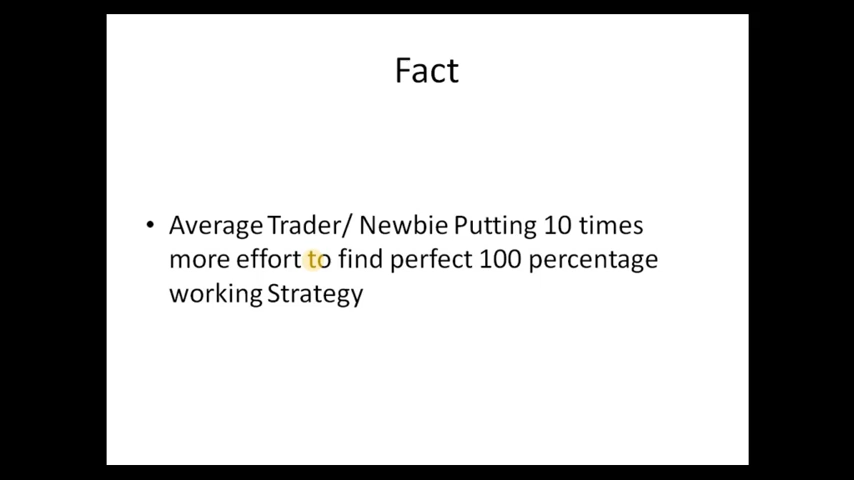 Fact
• Average Trader/ Newbie Putting 10 times
more effort to find perfect 100 percentage
working Strategy